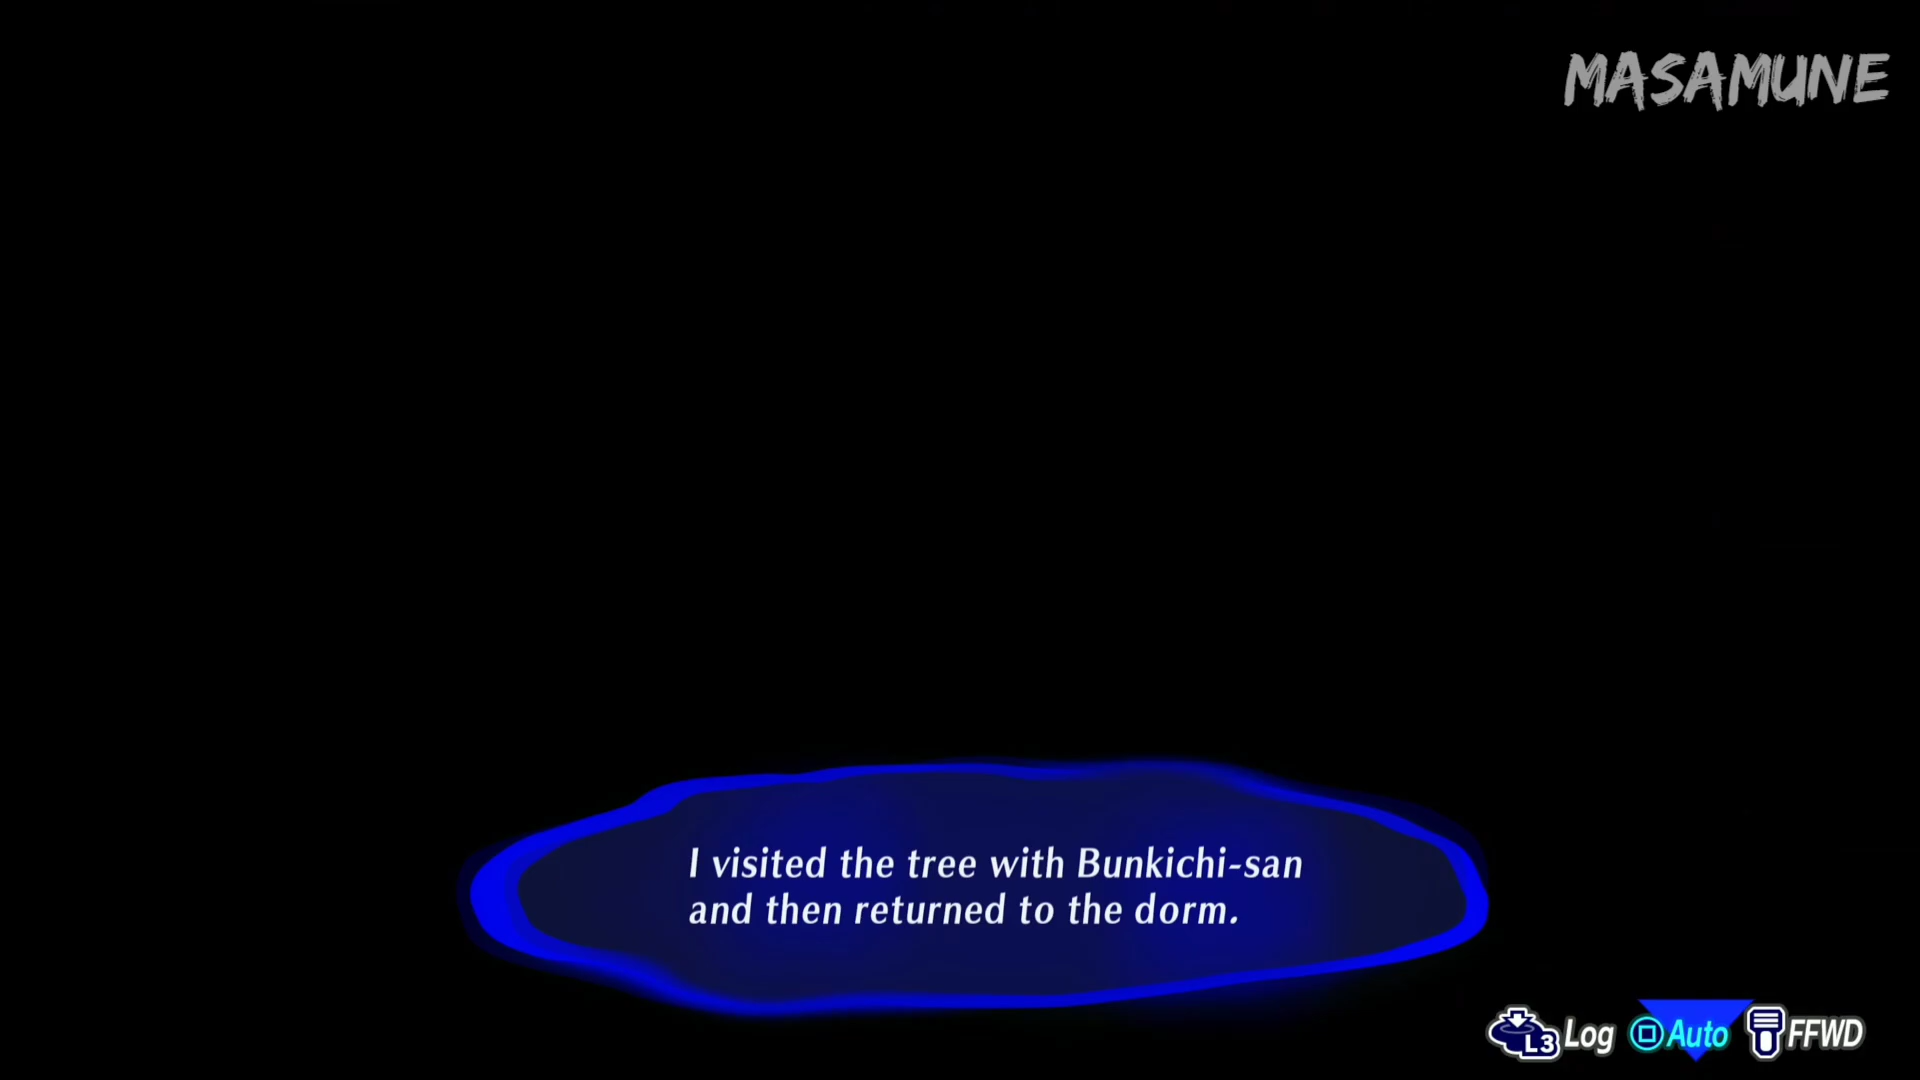 MASAMUNE
I visited the tree with Bunkichi-san
and then returned to the dorm.
L3 Log Auto FFWD